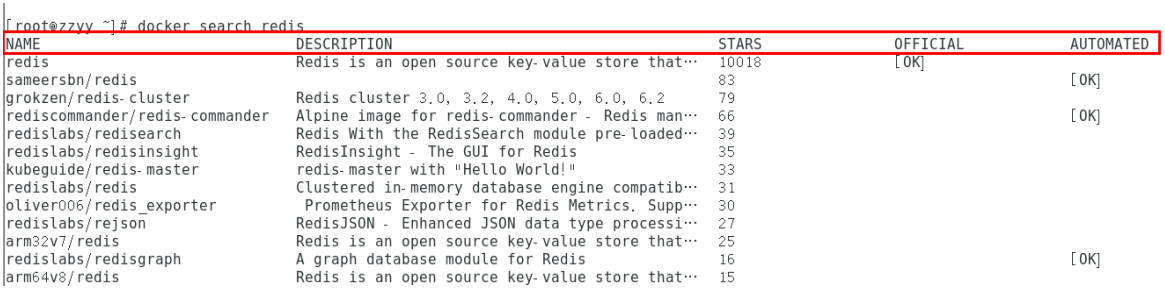 [root@zzyy ~]# docker search redis
NAME DESCRIPTION STARS OFFICIAL AUTOMATED
redis Redis is an open source key-value store that… 10018 [OK]
sameersbn/redis 83 [OK]
grokzen/redis-cluster Redis cluster 3.0, 3.2, 4.0, 5.0, 6.0, 6.2 79
rediscommander/redis-commander Alpine image for redis-commander - Redis man… 66 [OK]
redislabs/redisearch Redis With the RedisSearch module pre-loaded… 39
redislabs/redisinsight RedisInsight - The GUI for Redis 35
kubeguide/redis-master redis-master with "Hello World!" 33
redislabs/redis Clustered in-memory database engine compatib… 31
oliver006/redis_exporter Prometheus Exporter for Redis Metrics. Supp… 30
redislabs/rejson RedisJSON - Enhanced JSON data type processi… 27
arm32v7/redis Redis is an open source key-value store that… 25
redislabs/redisgraph A graph database module for Redis 16 [OK]
arm64v8/redis Redis is an open source key-value store that… 15